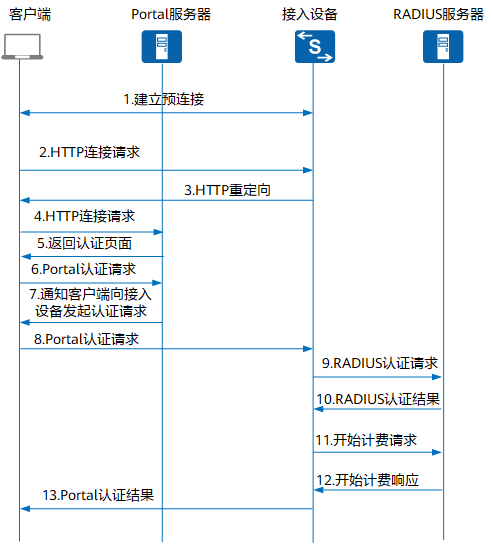 客户端
Portal服务器
接入设备
RADIUS服务器
S
1.建立预连接
2.HTTP连接请求
3.HTTP重定向
4.HTTP连接请求
5.返回认证页面
6.Portal认证请求
7.通知客户端向接入
设备发起认证请求
8.Portal认证请求
9.RADIUS认证请求
10.RADIUS认证结果
11.开始计费请求
12.开始计费响应
13.Portal认证结果